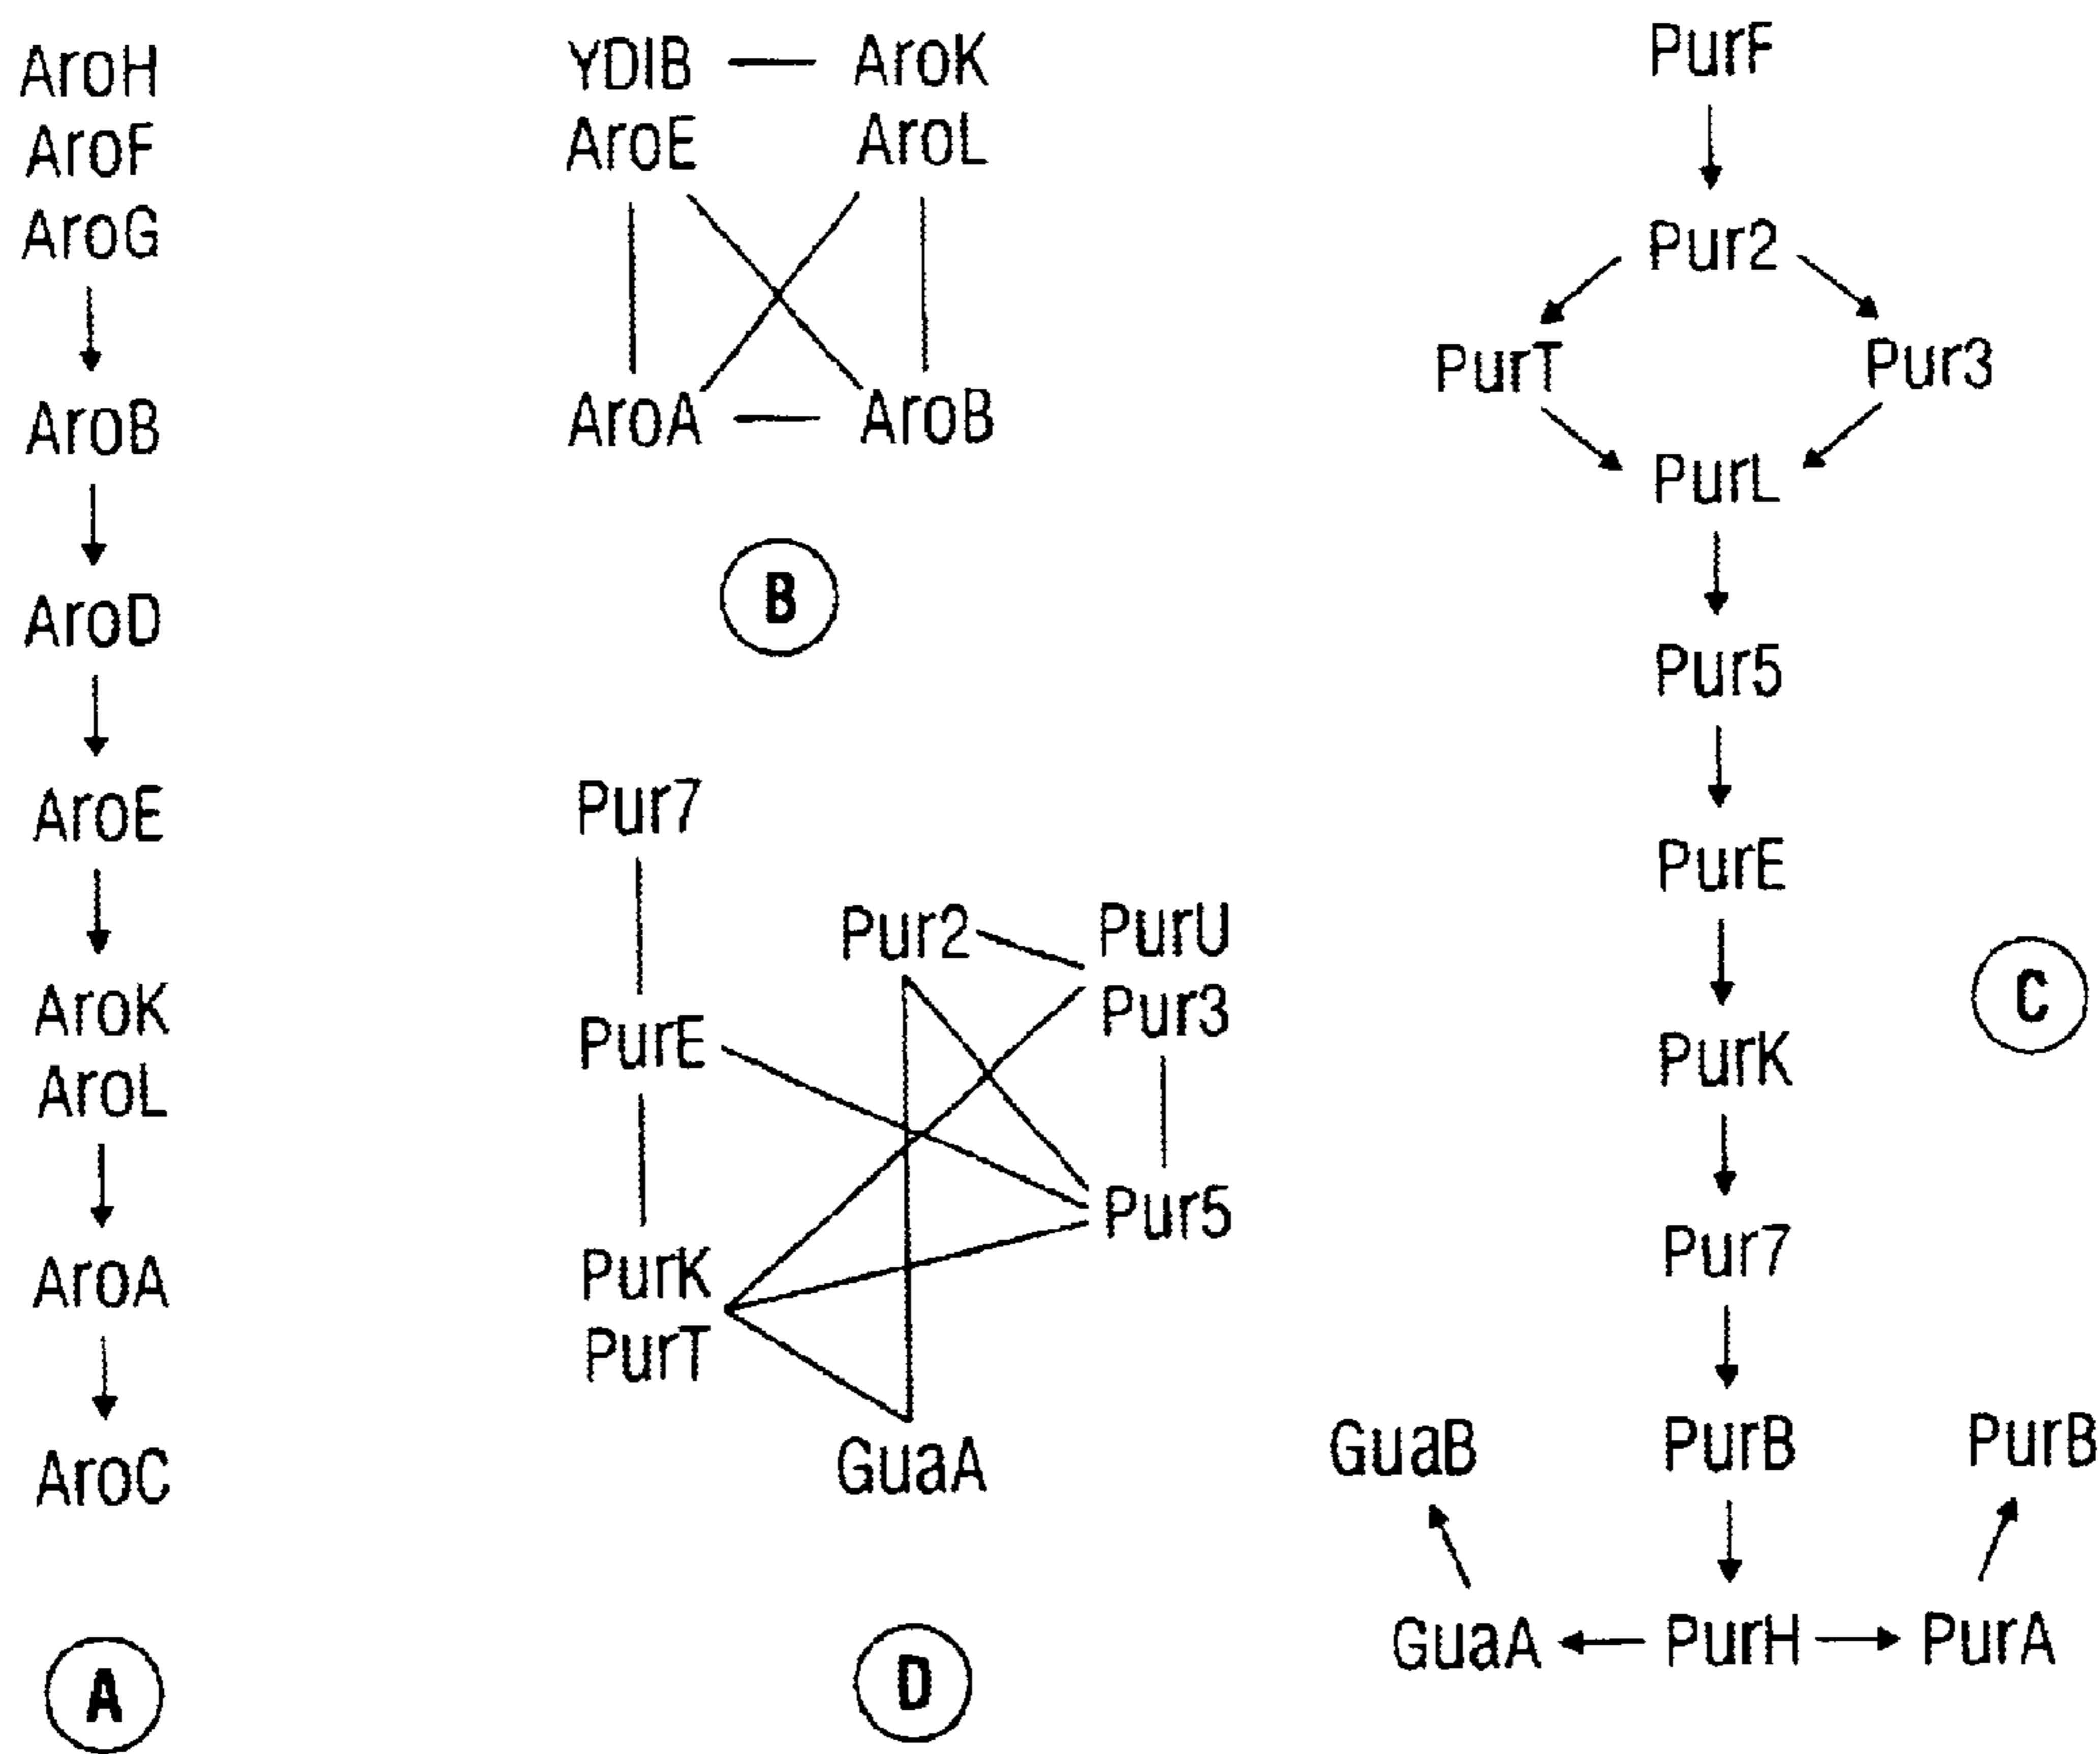 AroH
AroF
AroG
AroB
AroD
AroE
AroK
AroL
AroA
AroC
A
YDIB AroK
AroE AroL
AroA AroB
B
Pur7
Pur2 PurU
Pur3
PurE
Pur5
PurK
PurT
GuaA
D
PurF
Pur2
PurT Pur3
PurL
Pur5
PurE
PurK
Pur7
GuaB PurB PurB
GuaA PurH PurA
C